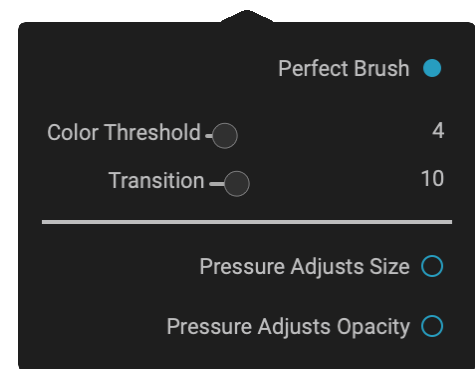 Perfect Brush
Color Threshold 4
Transition 10
Pressure Adjusts Size
Pressure Adjusts Opacity